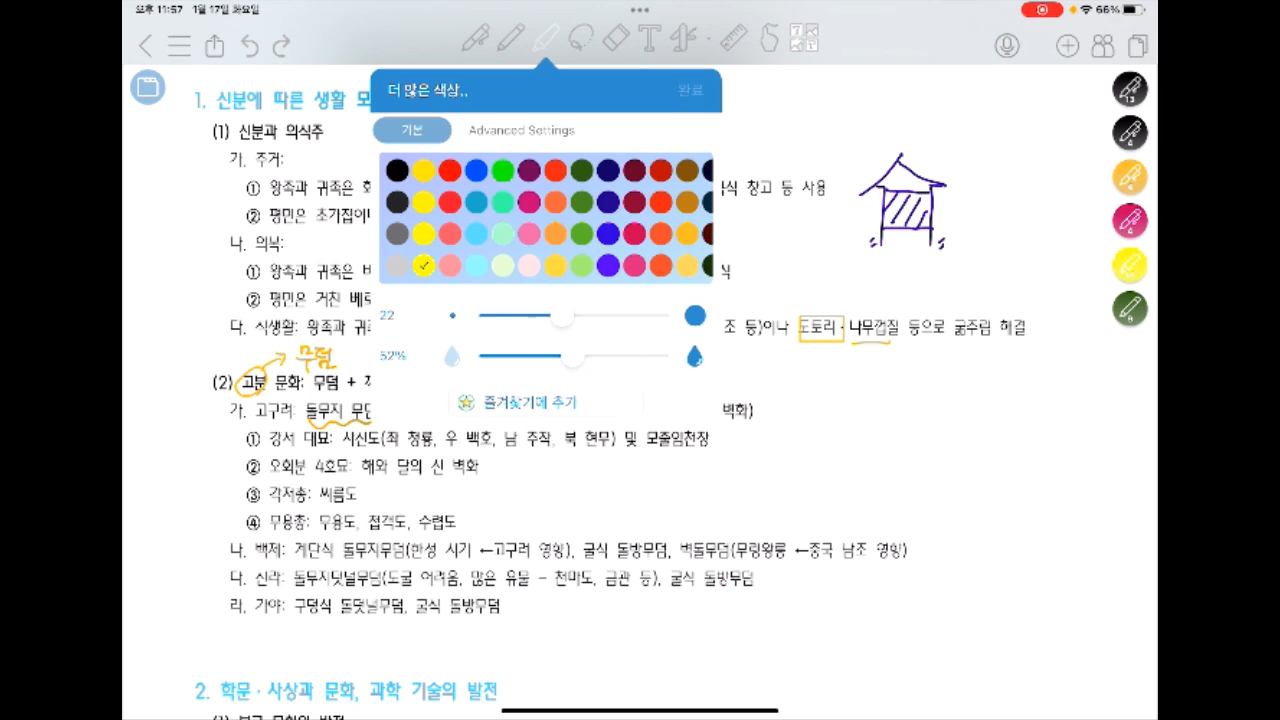 오후 11:57 1월 17일 화요일
66%
더 많은 색상..
완료
기본
Advanced Settings
22
52%
즐겨찾기에 추가
13
4
4
1. 신분에 따른 생활 모
(1) 신분과 의식주
가. 주거:
① 왕족과 귀족은
식 창고 등 사용
② 평민은 초가집이
나. 의복:
① 왕족과 귀족은
식
② 평민은 거친 베로
다. 식생활: 왕족과
조 등)이나 도토리·나무껍질 등으로 굶주림 해결
무덤
(2) 고분 문화: 무덤 +
가. 고구려: 돌무지 무덤
벽화)
① 강서 대묘: 사신도(좌 청룡, 우 백호, 남 주작, 북 현무) 및 모줄임천장
② 오회분 4호묘: 해와 달의 신 벽화
③ 각저총: 씨름도
④ 무용총: 무용도, 접객도, 수렵도
나. 백제: 계단식 돌무지무덤(한성 시기 ←고구려 영향), 굴식 돌방무덤, 벽돌무덤(무령왕릉 ←중국 남조 영향)
다. 신라: 돌무지덧널무덤(도굴 어려움, 많은 유물 - 천마도, 금관 등), 굴식 돌방무덤
라. 가야: 구덩식 돌덧널무덤, 굴식 돌방무덤
2. 학문·사상과 문화, 과학 기술의 발전